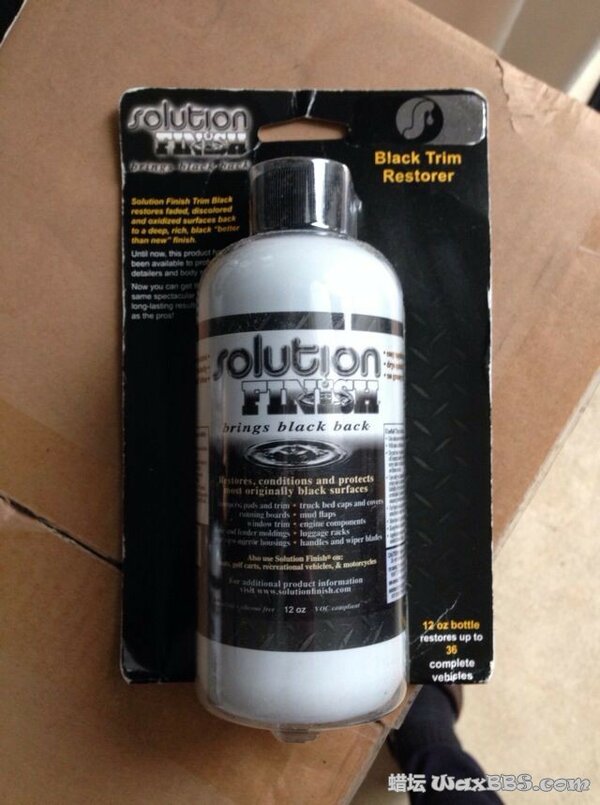 solution
FINISH
brings black back
Black Trim
Restorer
Solution Finish Trim Black
restores faded, discolored
and oxidized surfaces back
to a deep, rich, black "better
than new" finish.
Until now, this product
been available to
detailers and body
Now you can get
same spectacular
long-lasting
as the pros!
solution
FINISH
brings black back
Restores, conditions and protects
most originally black surfaces
pads and trim • truck bed caps and covers
running boards • mud flaps
window trim • engine components
and fender moldings • luggage racks
mirror housings • handles and wiper blades
Also use Solution Finish® on:
golf carts, recreational vehicles, & motorcycles
For additional product information
visit www.solutionfinish.com
free 12 oz VOC compliant
12 oz bottle
restores up to
36
complete
vehicles
蜡坛 WaxBBS.com